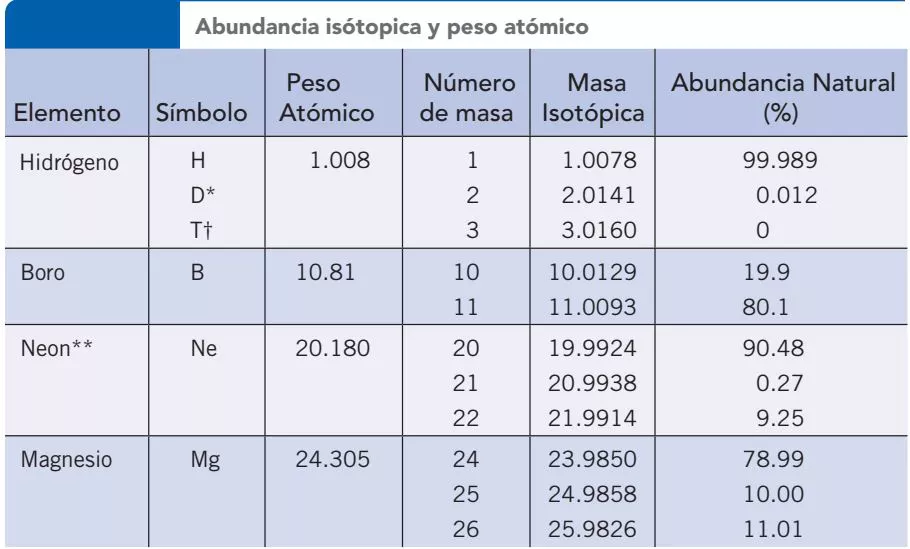 Abundancia isótopica y peso atómico
Elemento Símbolo Peso Atómico Número de masa Masa Isotópica Abundancia Natural (%)
Hidrógeno H 1.008 1 1.0078 99.989
D* 2 2.0141 0.012
T† 3 3.0160 0
Boro B 10.81 10 10.0129 19.9
11 11.0093 80.1
Neon** Ne 20.180 20 19.9924 90.48
21 20.9938 0.27
22 21.9914 9.25
Magnesio Mg 24.305 24 23.9850 78.99
25 24.9858 10.00
26 25.9826 11.01